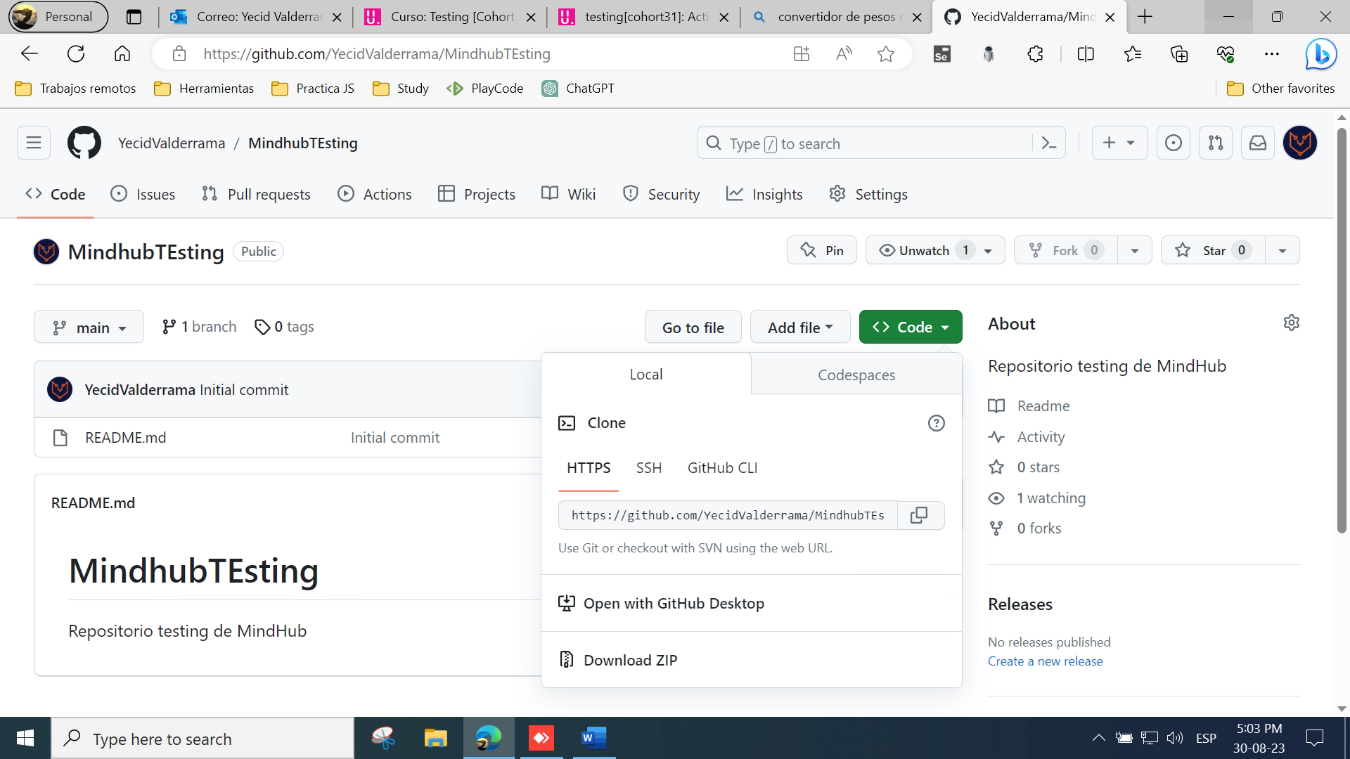 Personal
Correo: Yecid Valderra
Curso: Testing [Cohort
testing[cohort31]: Acti
convertidor de pesos r
YecidValderrama/Mind
https://github.com/YecidValderrama/MindhubTEsting
Trabajos remotos
Herramientas
Practica JS
Study
PlayCode
ChatGPT
Other favorites
YecidValderrama / MindhubTEsting
Type / to search
Code
Issues
Pull requests
Actions
Projects
Wiki
Security
Insights
Settings
MindhubTEsting Public
Pin
Unwatch 1
Fork 0
Star 0
main
1 branch
0 tags
Go to file
Add file
Code
YecidValderrama Initial commit
README.md
Initial commit
README.md
MindhubTEsting
Repositorio testing de MindHub
Local
Codespaces
Clone
HTTPS
SSH
GitHub CLI
https://github.com/YecidValderrama/MindhubTEs
Use Git or checkout with SVN using the web URL.
Open with GitHub Desktop
Download ZIP
About
Repositorio testing de MindHub
Readme
Activity
0 stars
1 watching
0 forks
Releases
No releases published
Create a new release
Type here to search
ESP
5:03 PM
30-08-23